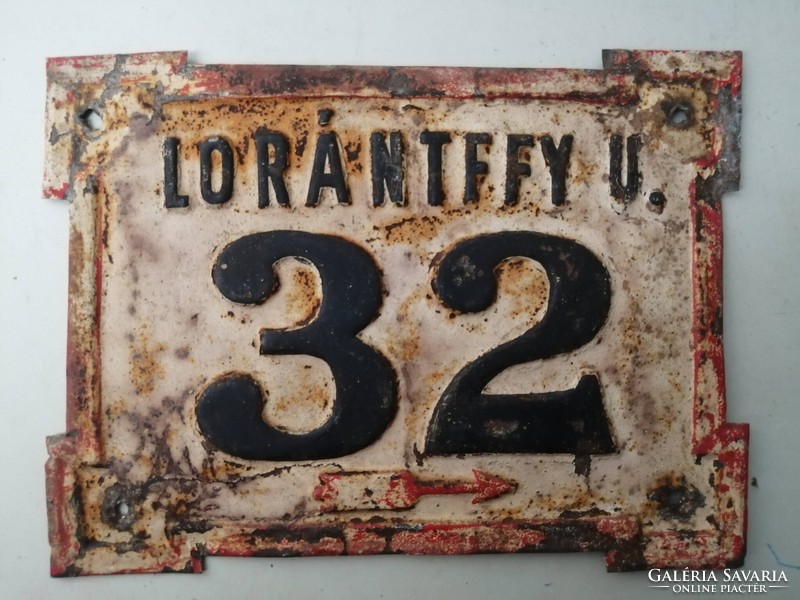 LORÁNTFFY U.
32
GALÉRIA SAVARIA
ONLINE PIACTÉR